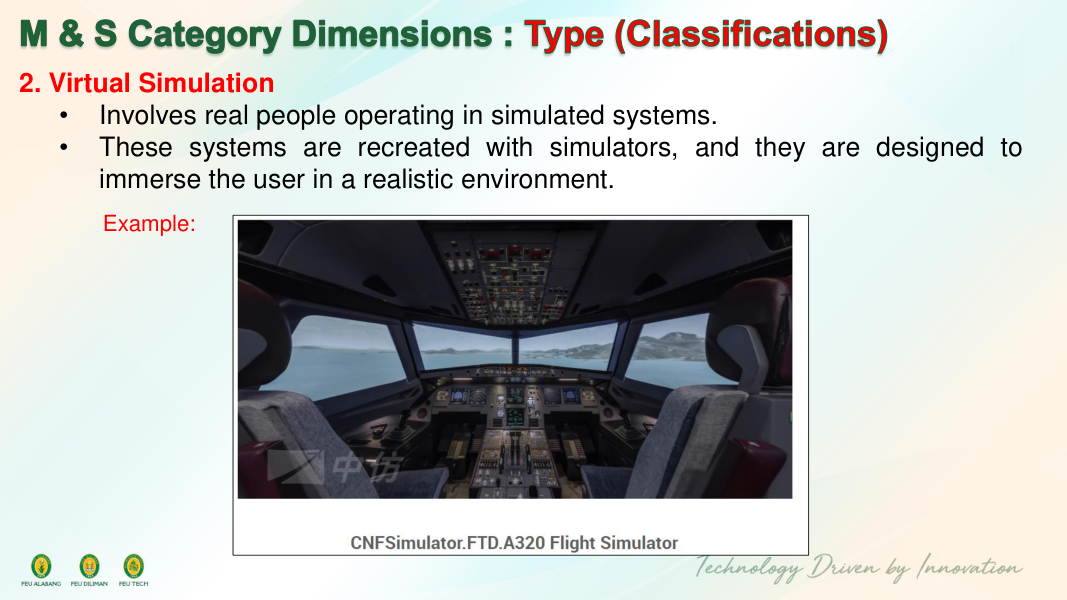 M & S Category Dimensions : Type (Classifications)
2. Virtual Simulation
• Involves real people operating in simulated systems.
• These systems are recreated with simulators, and they are designed to
immerse the user in a realistic environment.
Example:
中仿
CNFSimulator.FTD.A320 Flight Simulator
FEU ALABANG FEU DILIMAN FEU TECH
Technology Driven by Innovation